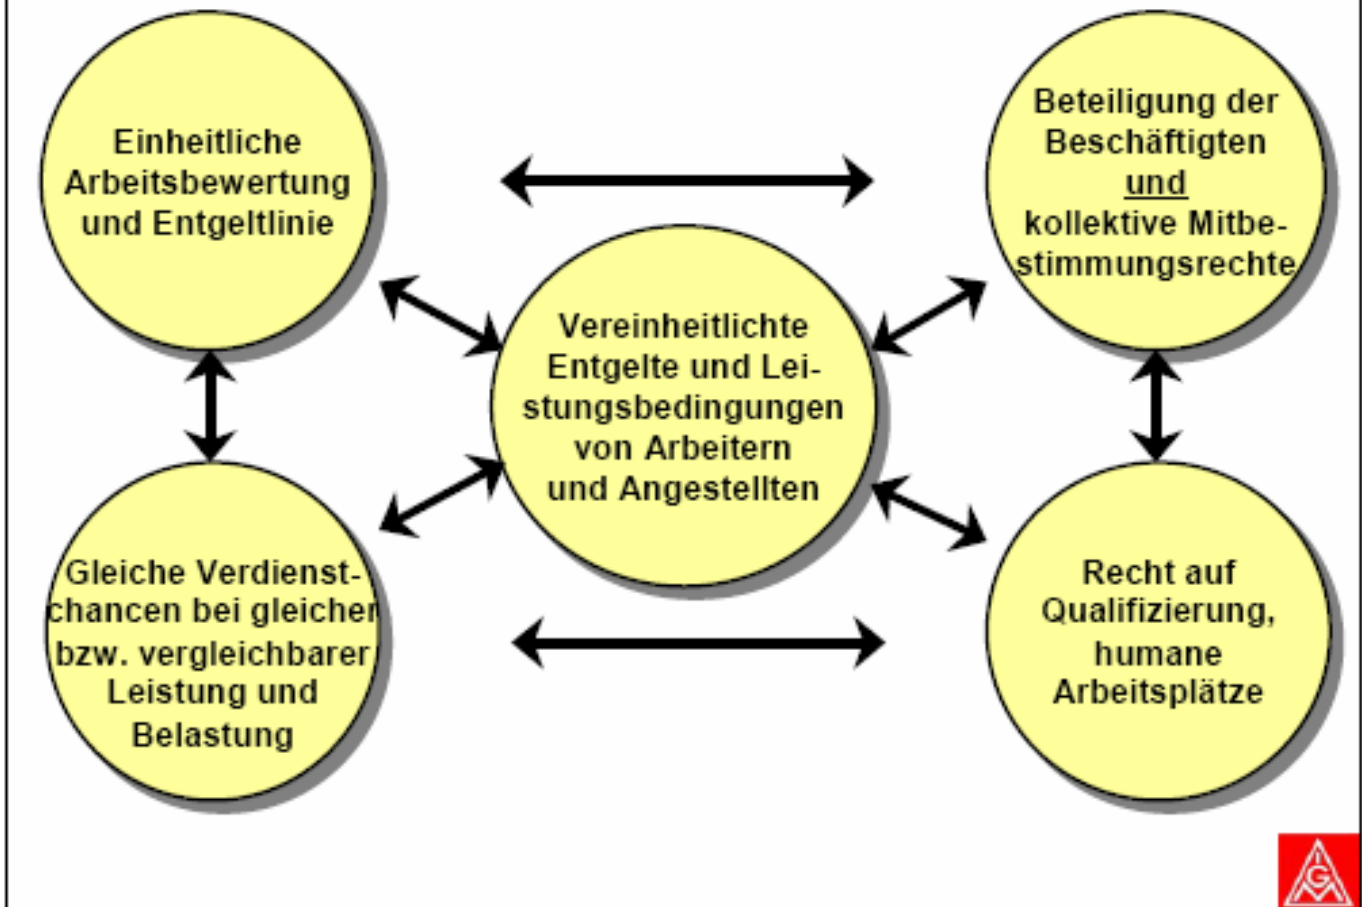 Einheitliche
Arbeitsbewertung
und Entgeltlinie
Beteiligung der
Beschäftigten
und
kollektive Mitbe-
stimmungsrechte
Vereinheitlichte
Entgelte und Lei-
stungsbedingungen
von Arbeitern
und Angestellten
Gleiche Verdienst-
chancen bei gleicher
bzw. vergleichbarer
Leistung und
Belastung
Recht auf
Qualifizierung,
humane
Arbeitsplätze
IGM